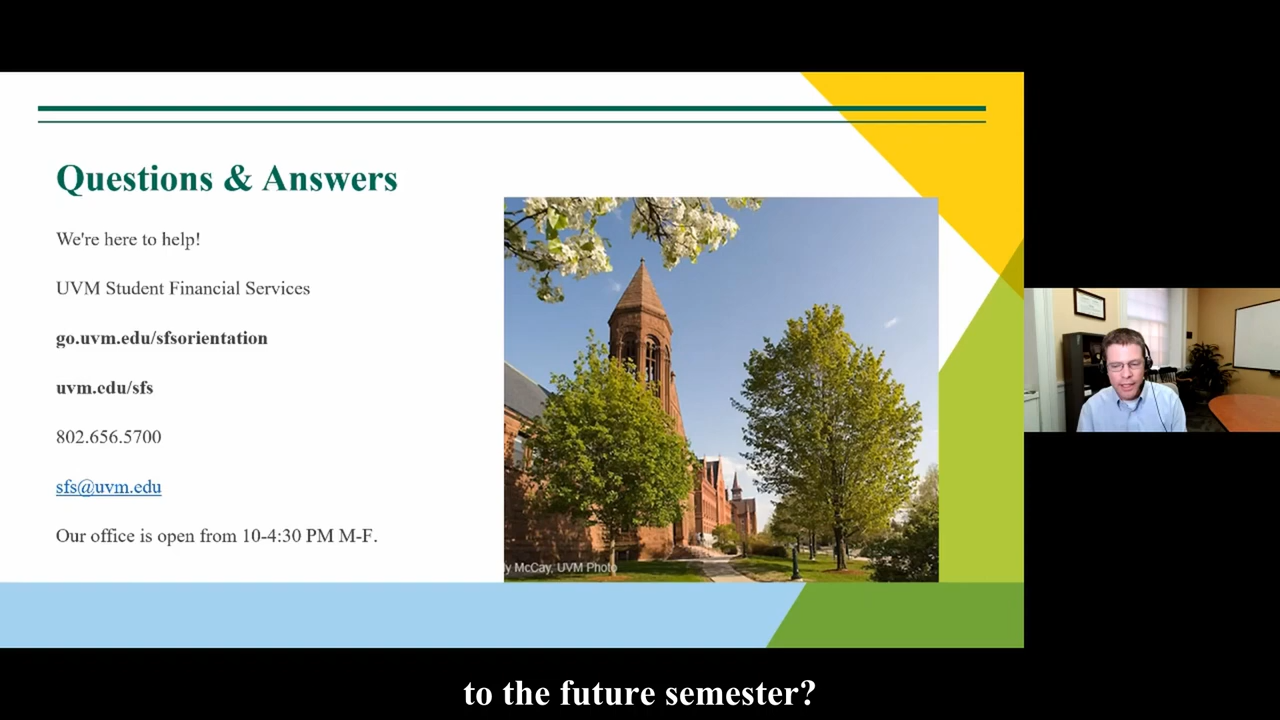 Questions & Answers
We're here to help!
UVM Student Financial Services
go.uvm.edu/sfsorientation
uvm.edu/sfs
802.656.5700
sfs@uvm.edu
Our office is open from 10-4:30 PM M-F.
McCay, UVM Photo
to the future semester?